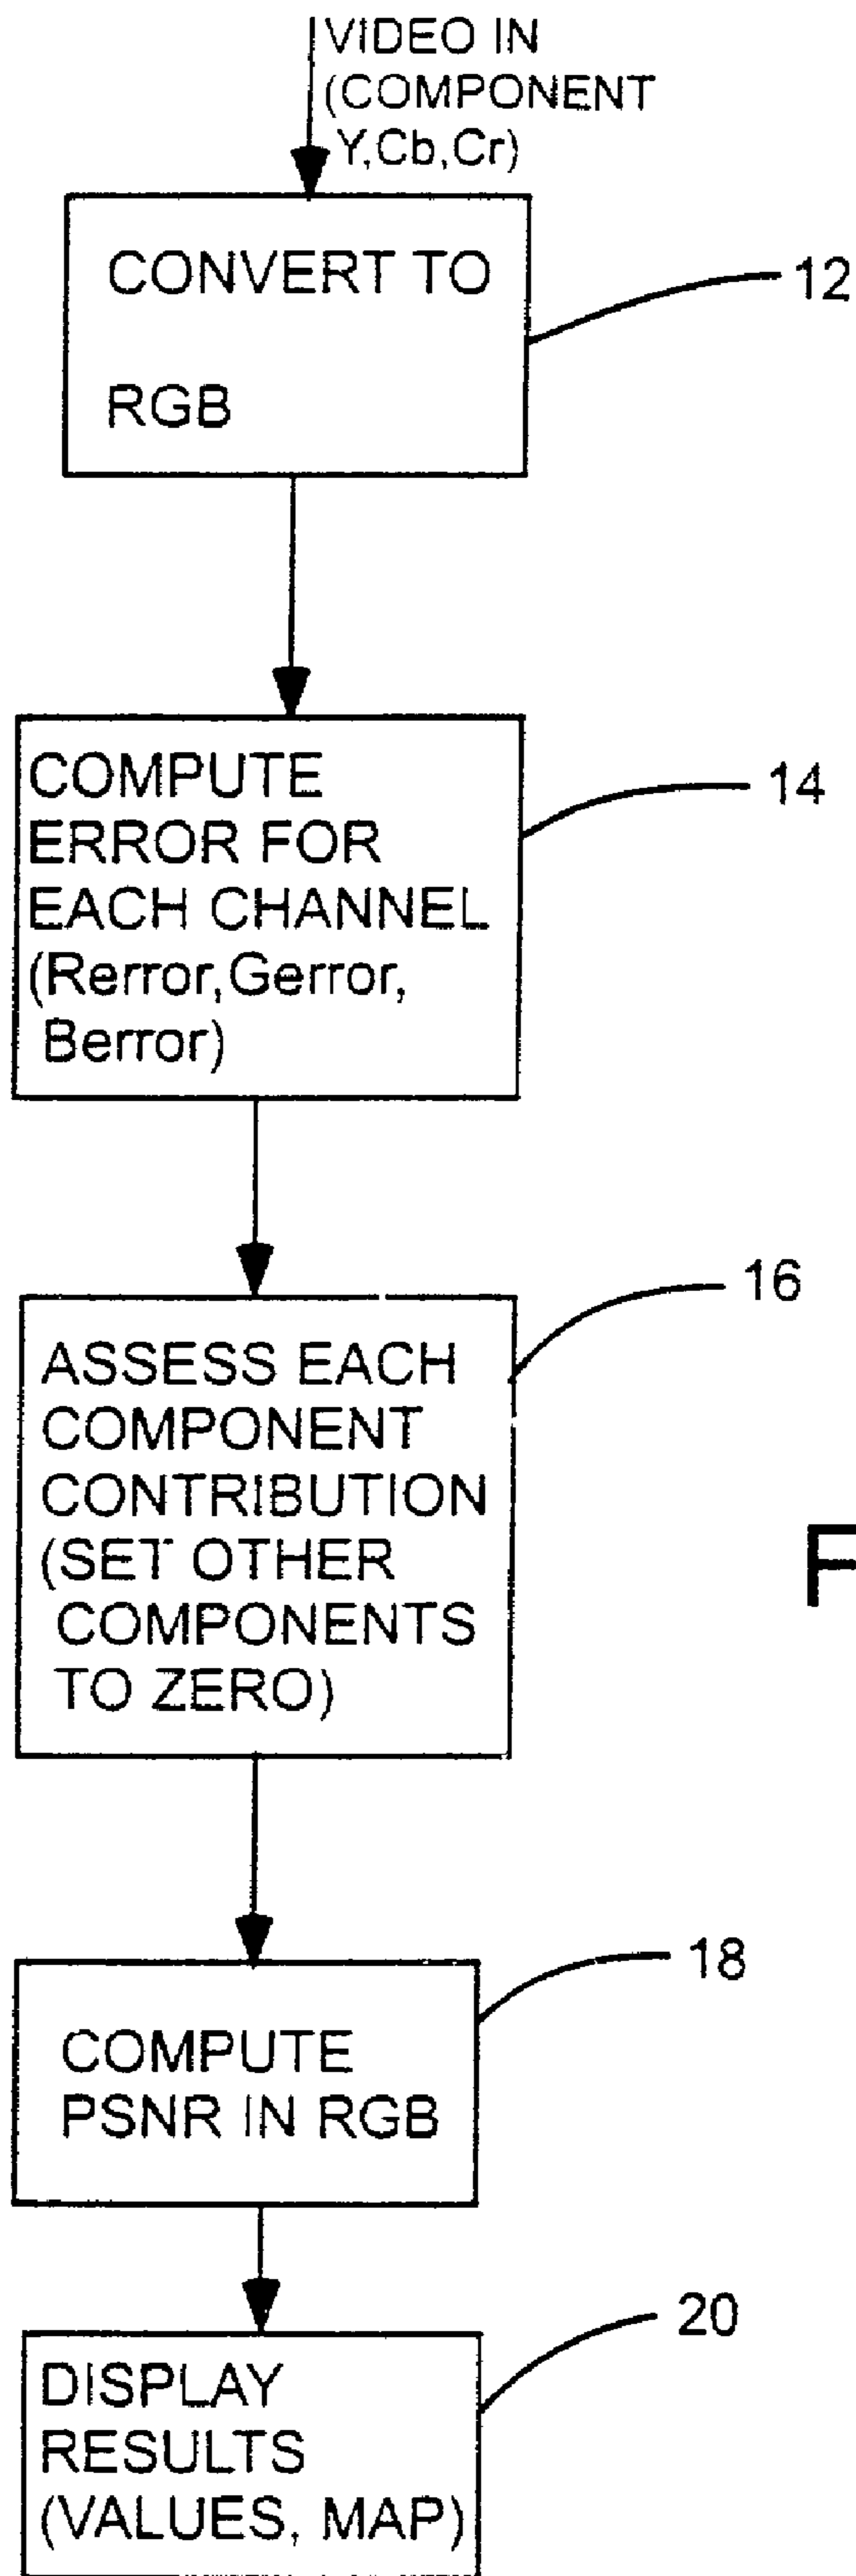 VIDEO IN
(COMPONENT
Y,Cb,Cr)
CONVERT TO
RGB
12
COMPUTE
ERROR FOR
EACH CHANNEL
(Rerror,Gerror,
Berror)
14
ASSESS EACH
COMPONENT
CONTRIBUTION
(SET OTHER
COMPONENTS
TO ZERO)
16
F
COMPUTE
PSNR IN RGB
18
DISPLAY
RESULTS
(VALUES, MAP)
20